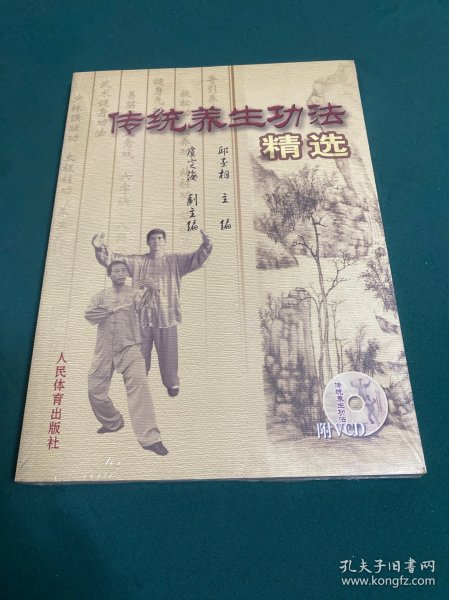 传统养生功法
精选
邱丕相 主编
虞定海 副主编
人民体育出版社
传统养生功法
附VCD
孔夫子旧书网
www.kongfz.com